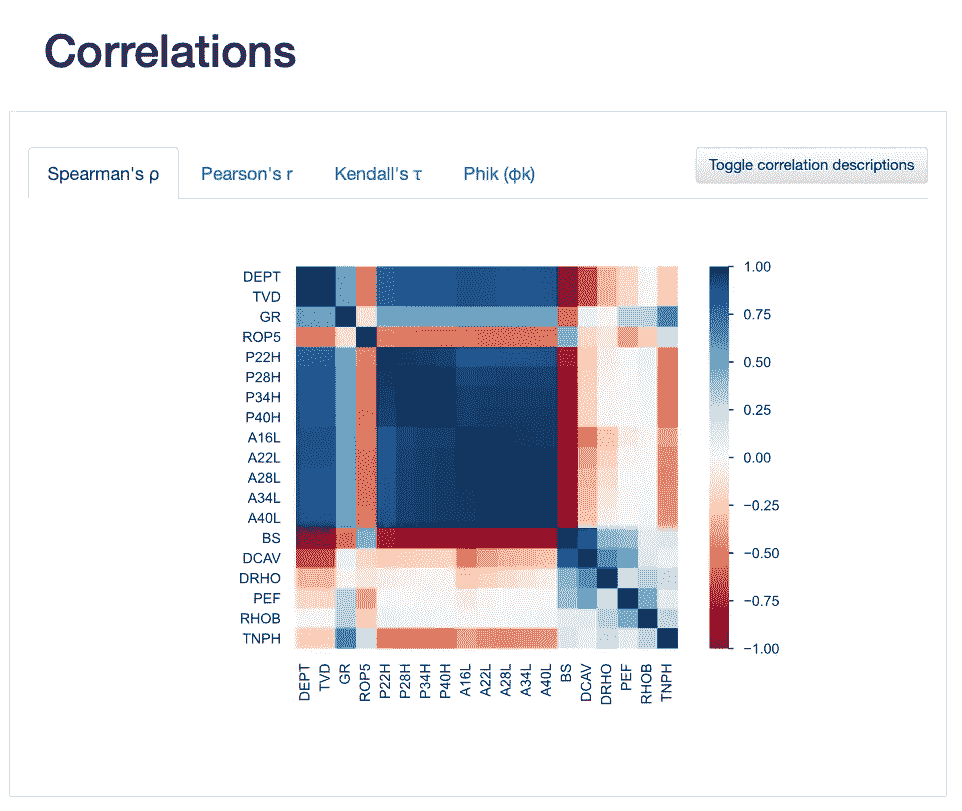 Correlations
Spearman's ρ Pearson's r Kendall's τ Phik (φk) Toggle correlation descriptions
DEPT
TVD
GR
ROP5
P22H
P28H
P34H
P40H
A16L
A22L
A28L
A34L
A40L
BS
DCAV
DRHO
PEF
RHOB
TNPH
1.00
0.75
0.50
0.25
0.00
−0.25
−0.50
−0.75
−1.00
DEPT TVD GR ROP5 P22H P28H P34H P40H A16L A22L A28L A34L A40L BS DCAV DRHO PEF RHOB TNPH